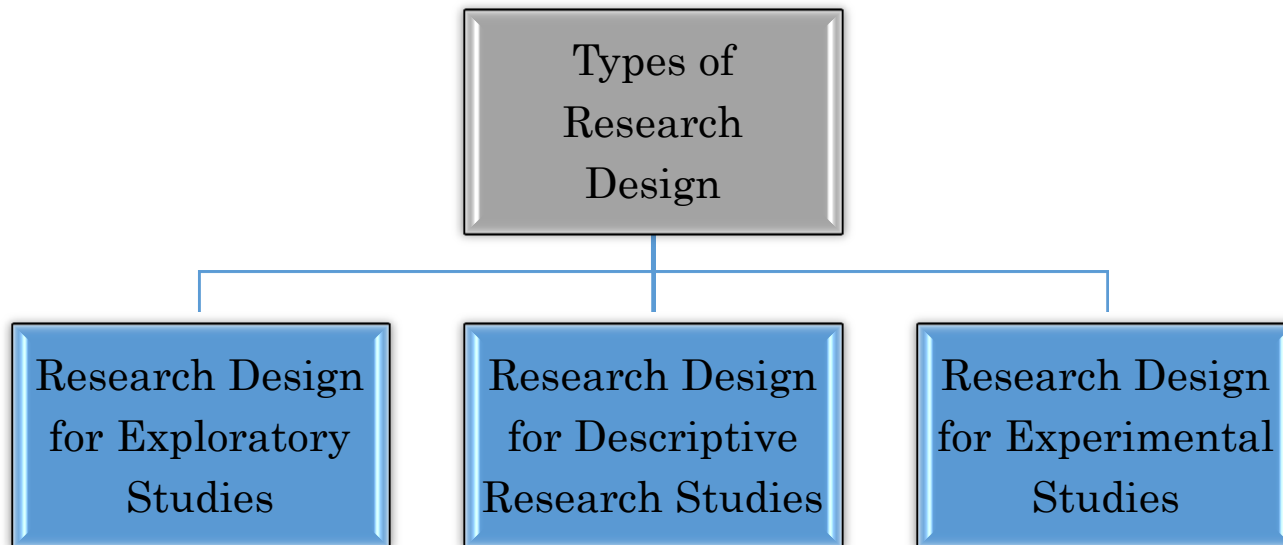 Types of
Research
Design
Research Design
for Exploratory
Studies
Research Design
for Descriptive
Research Studies
Research Design
for Experimental
Studies